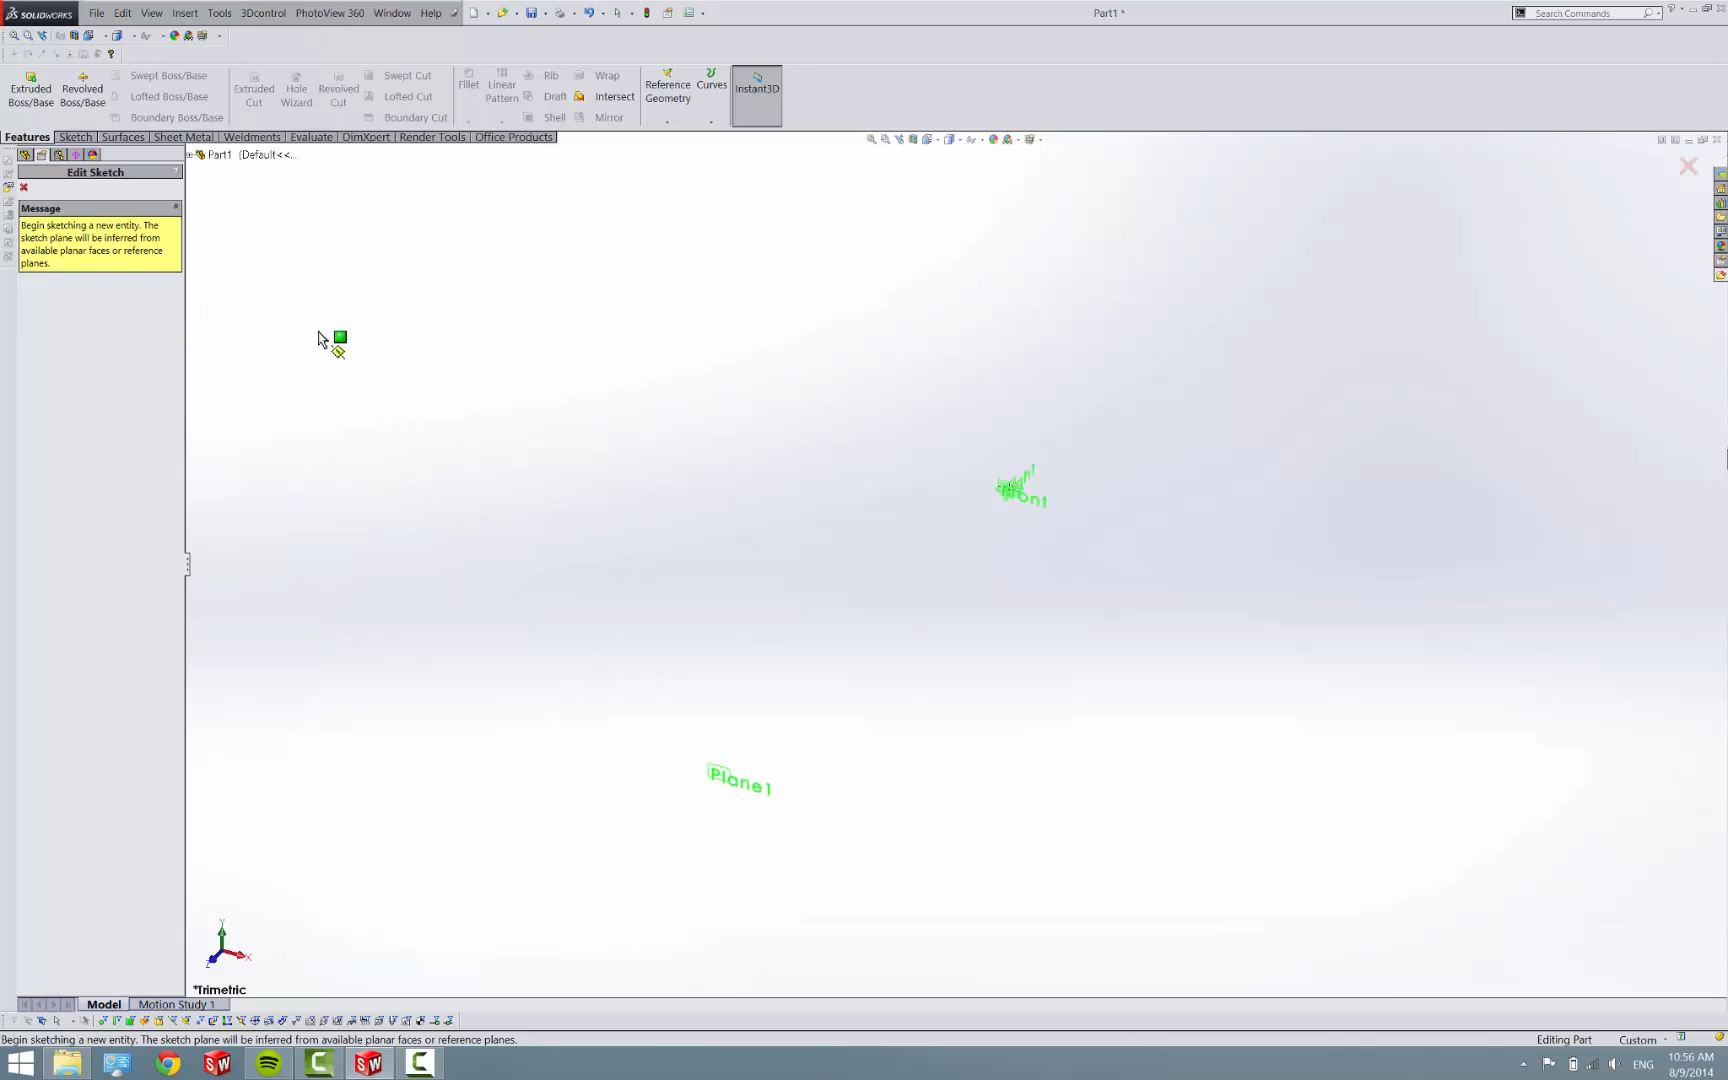 SOLIDWORKS File Edit View Insert Tools 3Dcontrol PhotoView 360 Window Help Part1 * Search Commands
Extruded Boss/Base
Revolved Boss/Base
Swept Boss/Base
Lofted Boss/Base
Boundary Boss/Base
Extruded Cut
Hole Wizard
Revolved Cut
Swept Cut
Lofted Cut
Boundary Cut
Fillet
Linear Pattern
Rib
Draft
Shell
Wrap
Intersect
Mirror
Reference Geometry
Curves
Instant3D
Features Sketch Surfaces Sheet Metal Weldments Evaluate DimXpert Render Tools Office Products
Part1 (Default<<...
Edit Sketch ?
Message
Begin sketching a new entity. The
sketch plane will be inferred from
available planar faces or reference
planes.
Plane1
Y
X
Z
*Trimetric
Model Motion Study 1
Begin sketching a new entity. The sketch plane will be inferred from available planar faces or reference planes. Editing Part Custom
ENG
10:56 AM
8/9/2014